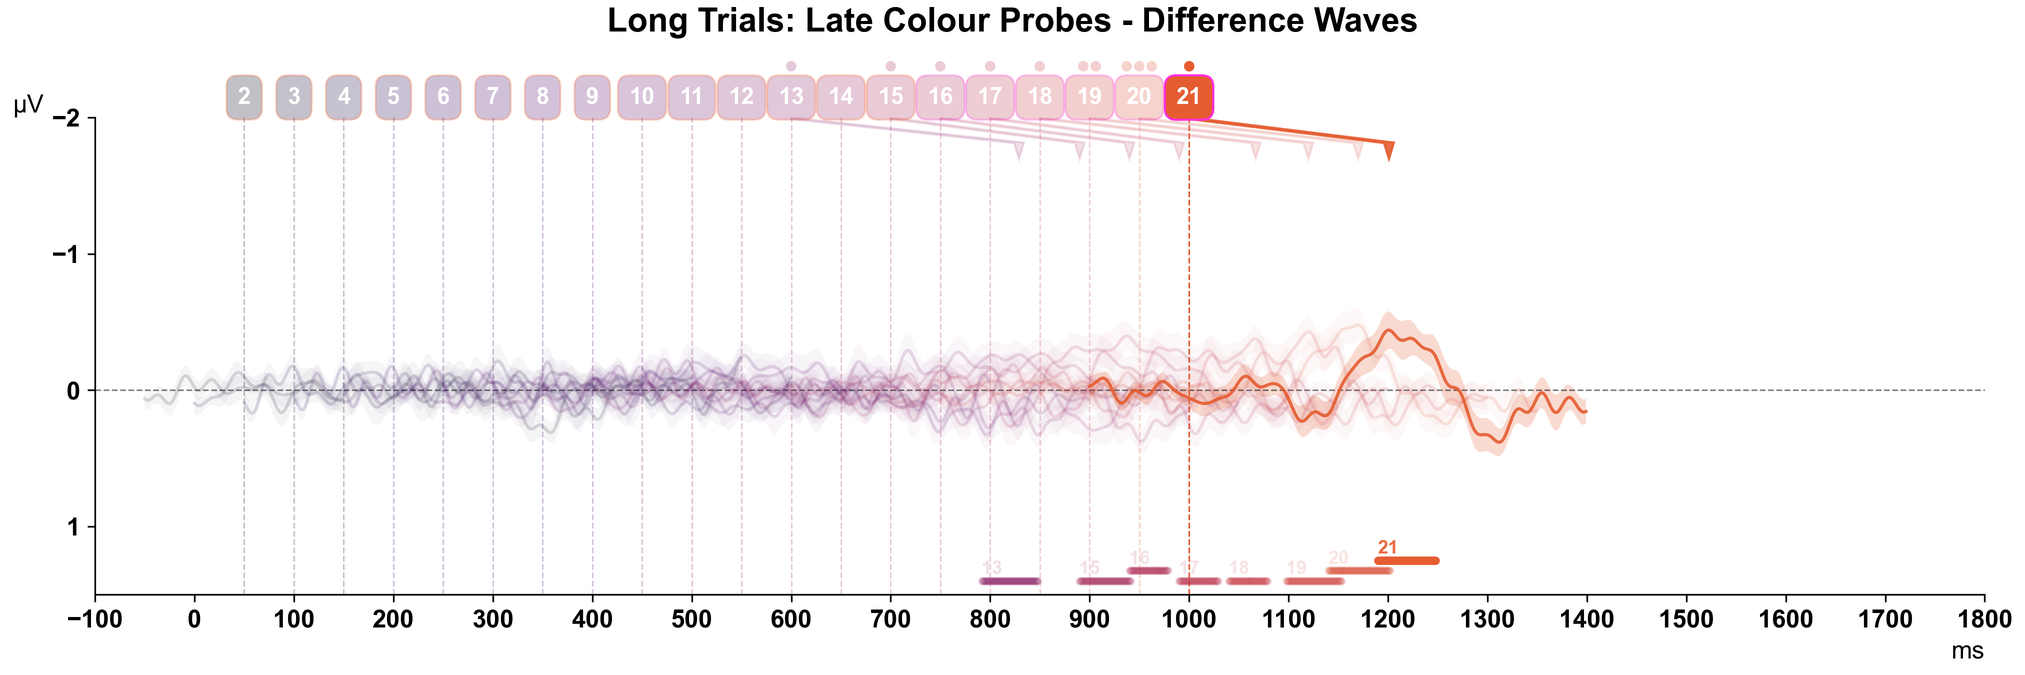 Long Trials: Late Colour Probes - Difference Waves
2 3 4 5 6 7 8 9 10 11 12 13 14 15 16 17 18 19 20 21
µV
−2
−1
0
1
13 15 16 17 18 19 20 21
−100 0 100 200 300 400 500 600 700 800 900 1000 1100 1200 1300 1400 1500 1600 1700 1800
ms